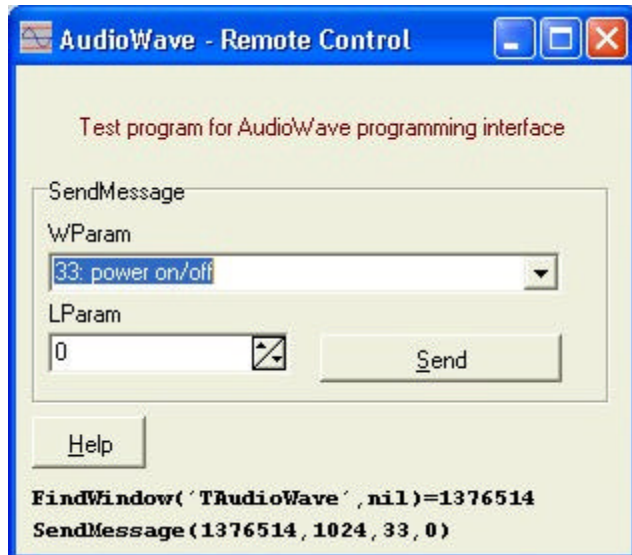 AudioWave - Remote Control
Test program for AudioWave programming interface
SendMessage
WParam
33: power on/off
LParam
0
Send
Help
FindWindow(´TAudioWave´,nil)=1376514
SendMessage(1376514,1024,33,0)